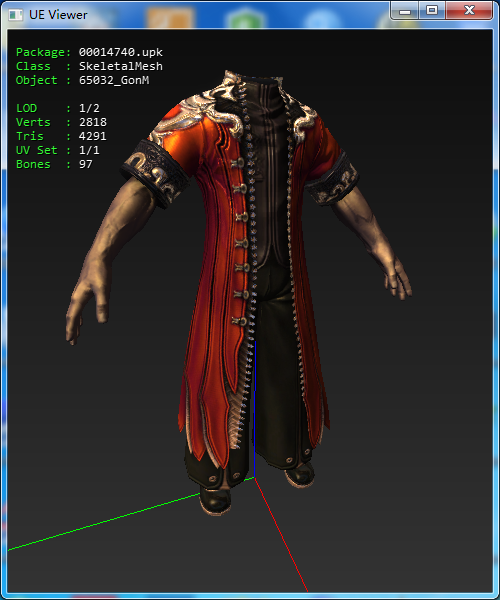 UE Viewer
Package: 00014740.upk
Class : SkeletalMesh
Object : 65032_GonM
LOD : 1/2
Verts : 2818
Tris : 4291
UV Set : 1/1
Bones : 97